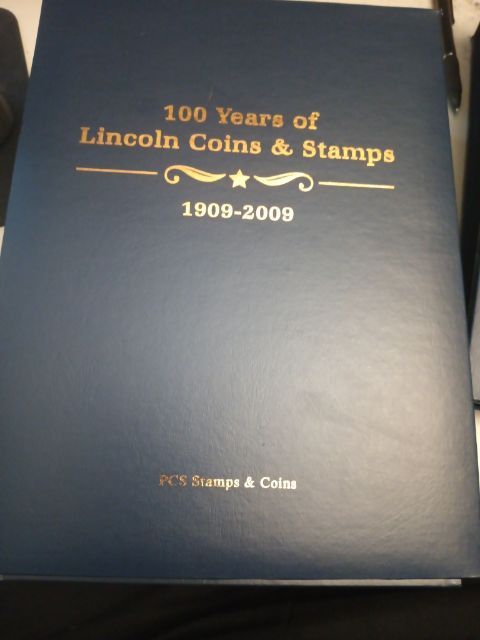 100 Years of
Lincoln Coins & Stamps
1909-2009
PCS Stamps & Coins